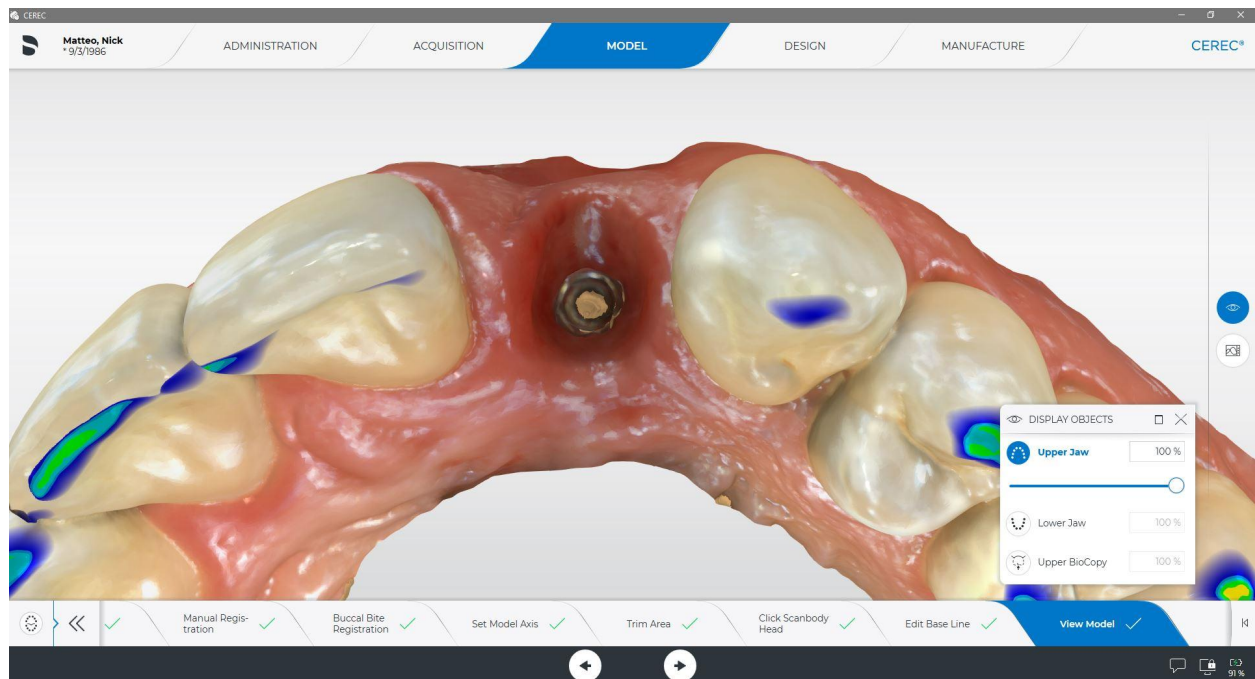 CEREC
Matteo, Nick
* 9/3/1986
ADMINISTRATION
ACQUISITION
MODEL
DESIGN
MANUFACTURE
CEREC®
DISPLAY OBJECTS
Upper Jaw
100 %
Lower Jaw
100 %
Upper BioCopy
100 %
Manual Regis-
tration
Buccal Bite
Registration
Set Model Axis
Trim Area
Click Scanbody
Head
Edit Base Line
View Model
91 %